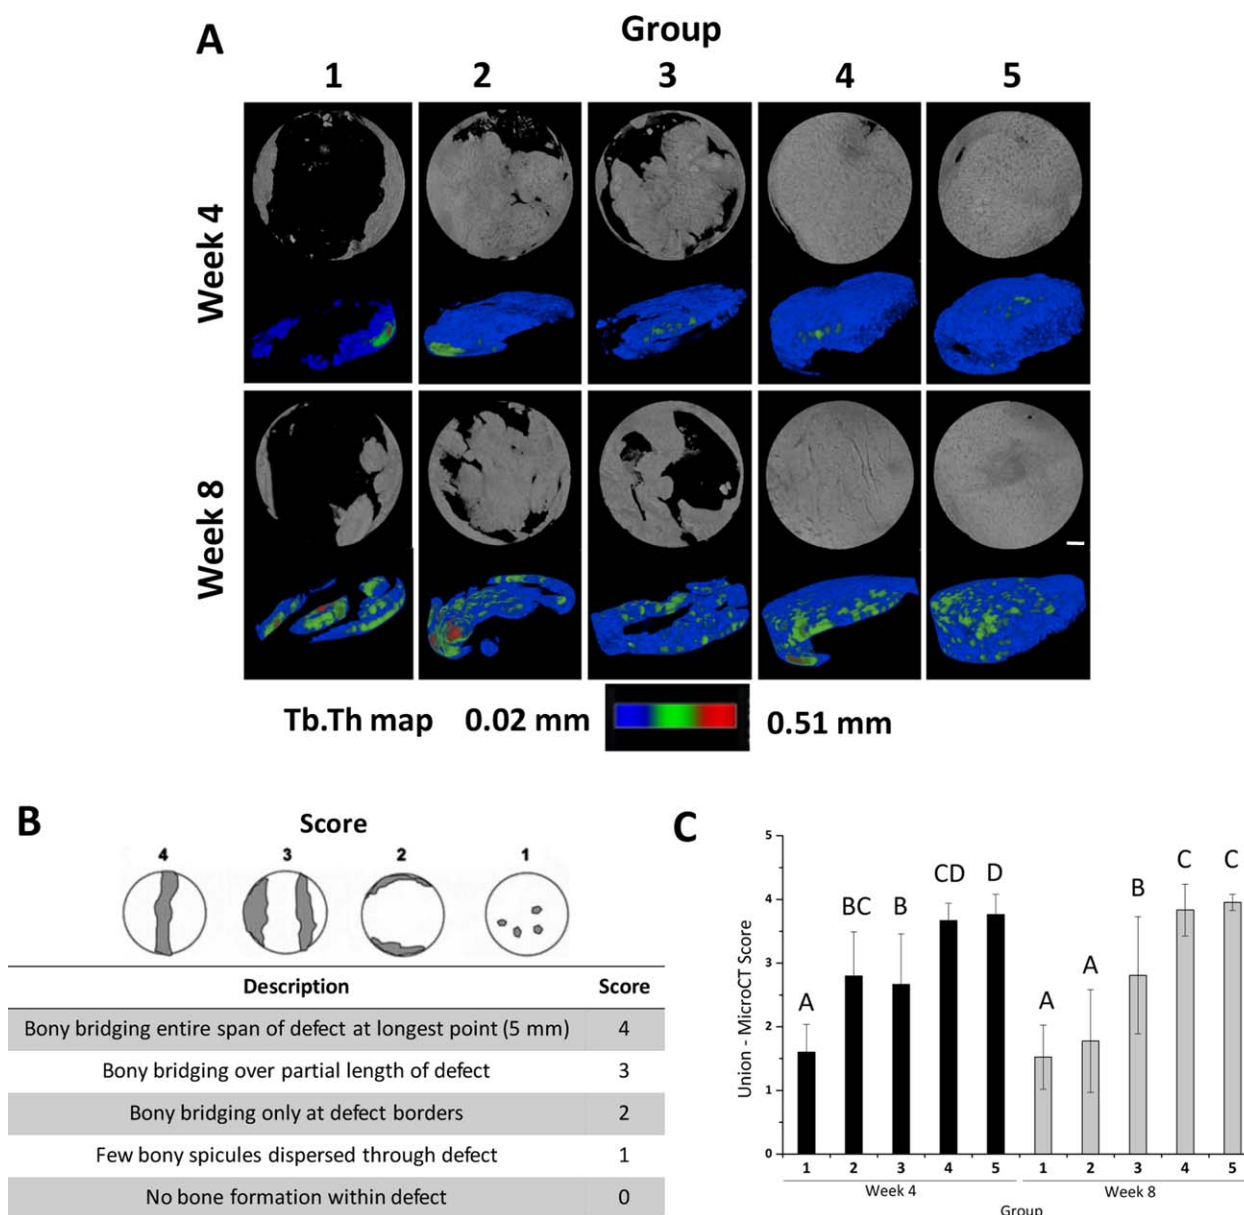 A
Group
1 2 3 4 5
Week 4
Week 8
Tb.Th map 0.02 mm 0.51 mm
B
Score
4 3 2 1
Description Score
Bony bridging entire span of defect at longest point (5 mm) 4
Bony bridging over partial length of defect 3
Bony bridging only at defect borders 2
Few bony spicules dispersed through defect 1
No bone formation within defect 0
C
Union - MicroCT Score
5
4
3
2
1
0
A BC B CD D A A B C C
1 2 3 4 5 1 2 3 4 5
Week 4 Week 8
Group